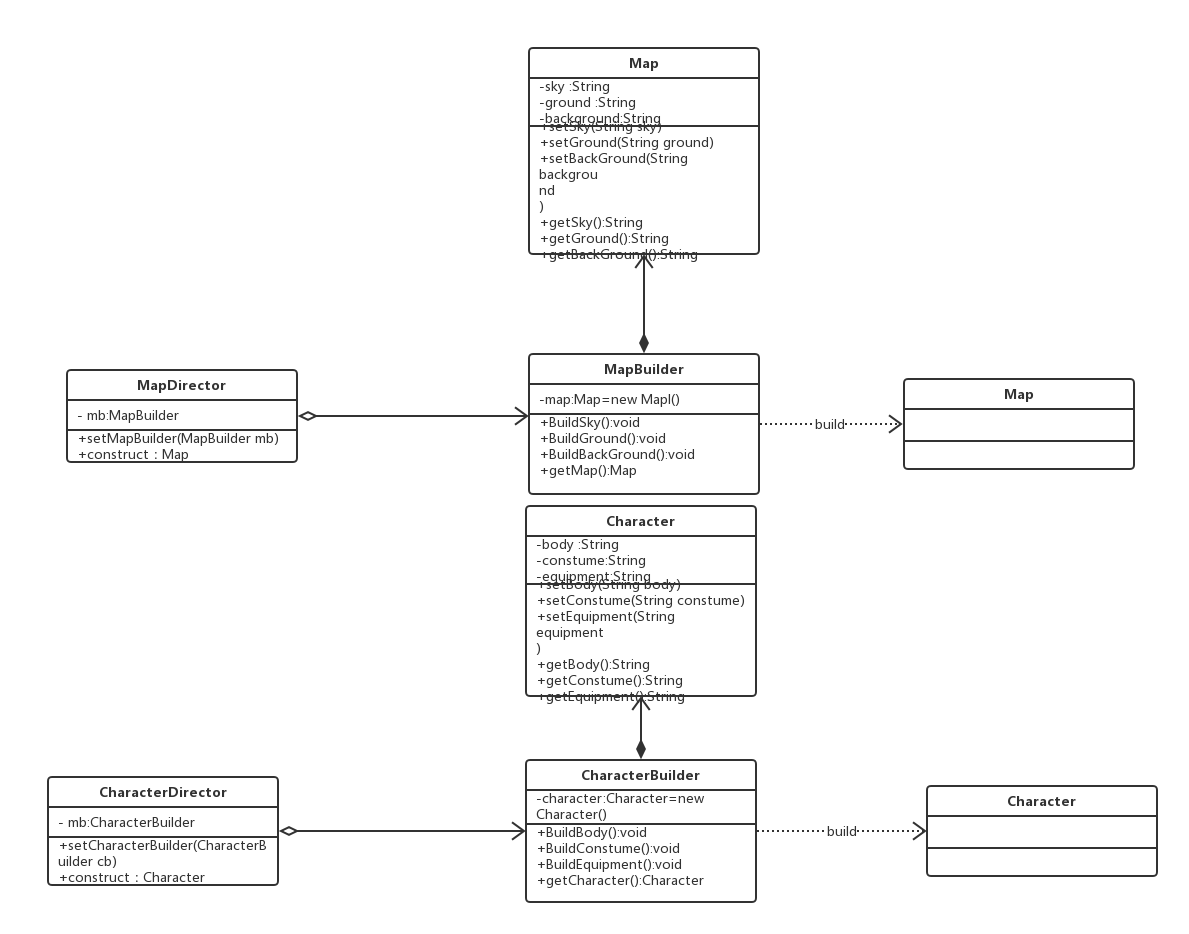 Map
-sky :String
-ground :String
-background:String
+setSky(String sky)
+setGround(String ground)
+setBackGround(String
backgrou
nd
)
+getSky():String
+getGround():String
+getBackGround():String
MapDirector
- mb:MapBuilder
+setMapBuilder(MapBuilder mb)
+construct : Map
MapBuilder
-map:Map=new Mapl()
+BuildSky():void
+BuildGround():void
+BuildBackGround():void
+getMap():Map
build
Map
Character
-body :String
-constume:String
-equipment:String
+setBody(String body)
+setConstume(String constume)
+setEquipment(String
equipment
)
+getBody():String
+getConstume():String
+getEquipment():String
CharacterDirector
- mb:CharacterBuilder
+setCharacterBuilder(CharacterB
uilder cb)
+construct : Character
CharacterBuilder
-character:Character=new
Character()
+BuildBody():void
+BuildConstume():void
+BuildEquipment():void
+getCharacter():Character
build
Character